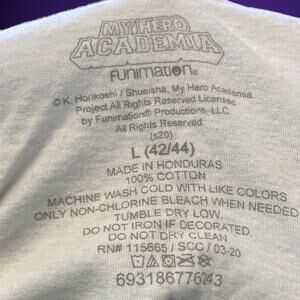 MY HERO
ACADEMIA
FUNIMATION®
© K. Horikoshi / Shueisha, My Hero Academia
Project All Rights Reserved Licensed
by Funimation® Productions, LLC
All Rights Reserved.
(s20)
L (42/44)
MADE IN HONDURAS
100% COTTON
MACHINE WASH COLD WITH LIKE COLORS
ONLY NON-CHLORINE BLEACH WHEN NEEDED
TUMBLE DRY LOW
DO NOT IRON IF DECORATED
DO NOT DRY CLEAN
RN# 115665 / SCC / 03-20
693186776243